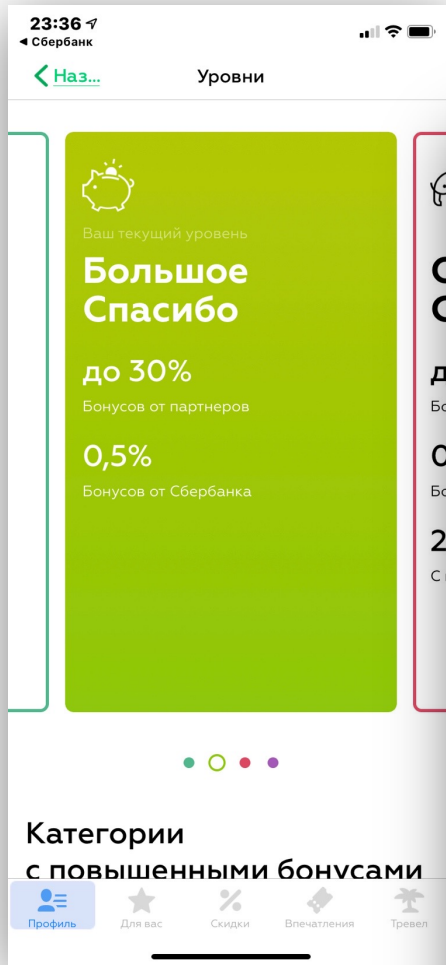 23:36
Сбербанк
Наз...
Уровни
Ваш текущий уровень
Большое
Спасибо
до 30%
Бонусов от партнеров
0,5%
Бонусов от Сбербанка
Категории
с повышенными бонусами
Профиль
Для вас
Скидки
Впечатления
Тревел